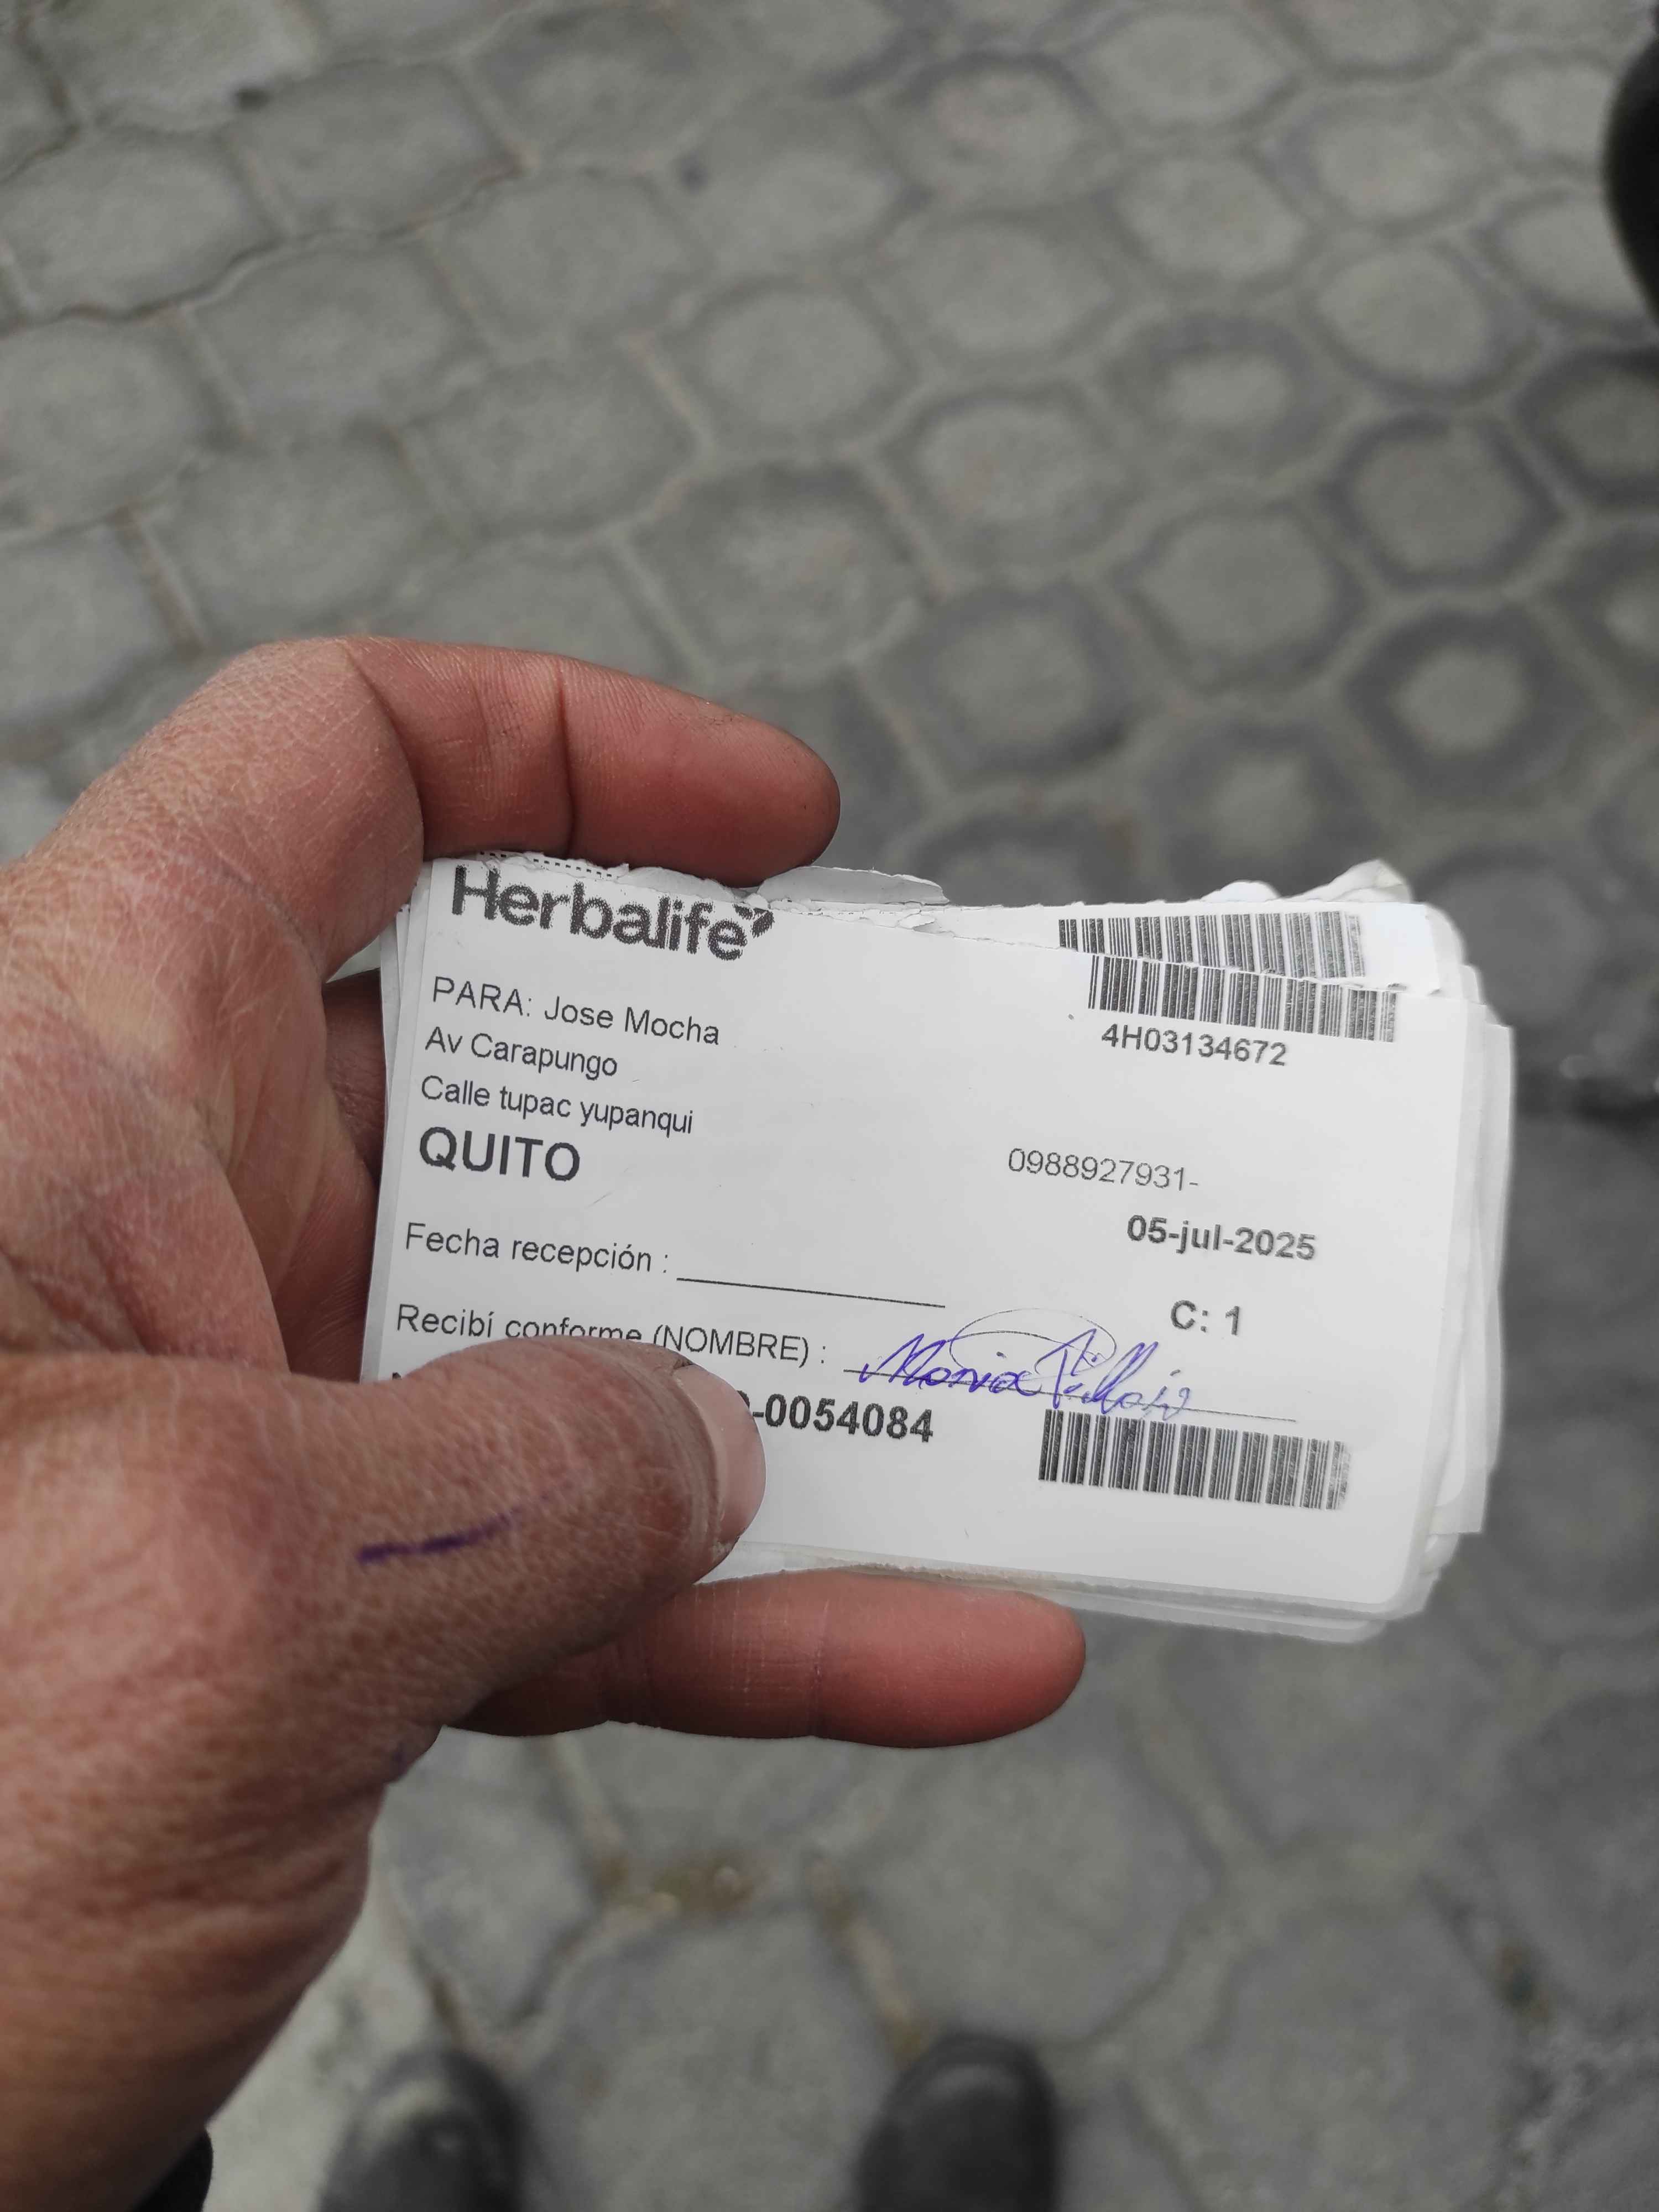 Herbalife
4H03134672
PARA: Jose Mocha
Av Carapungo
Calle tupac yupanqui
QUITO
0988927931-
05-jul-2025
Fecha recepción :
C: 1
Recibí conforme (NOMBRE) :
-0054084